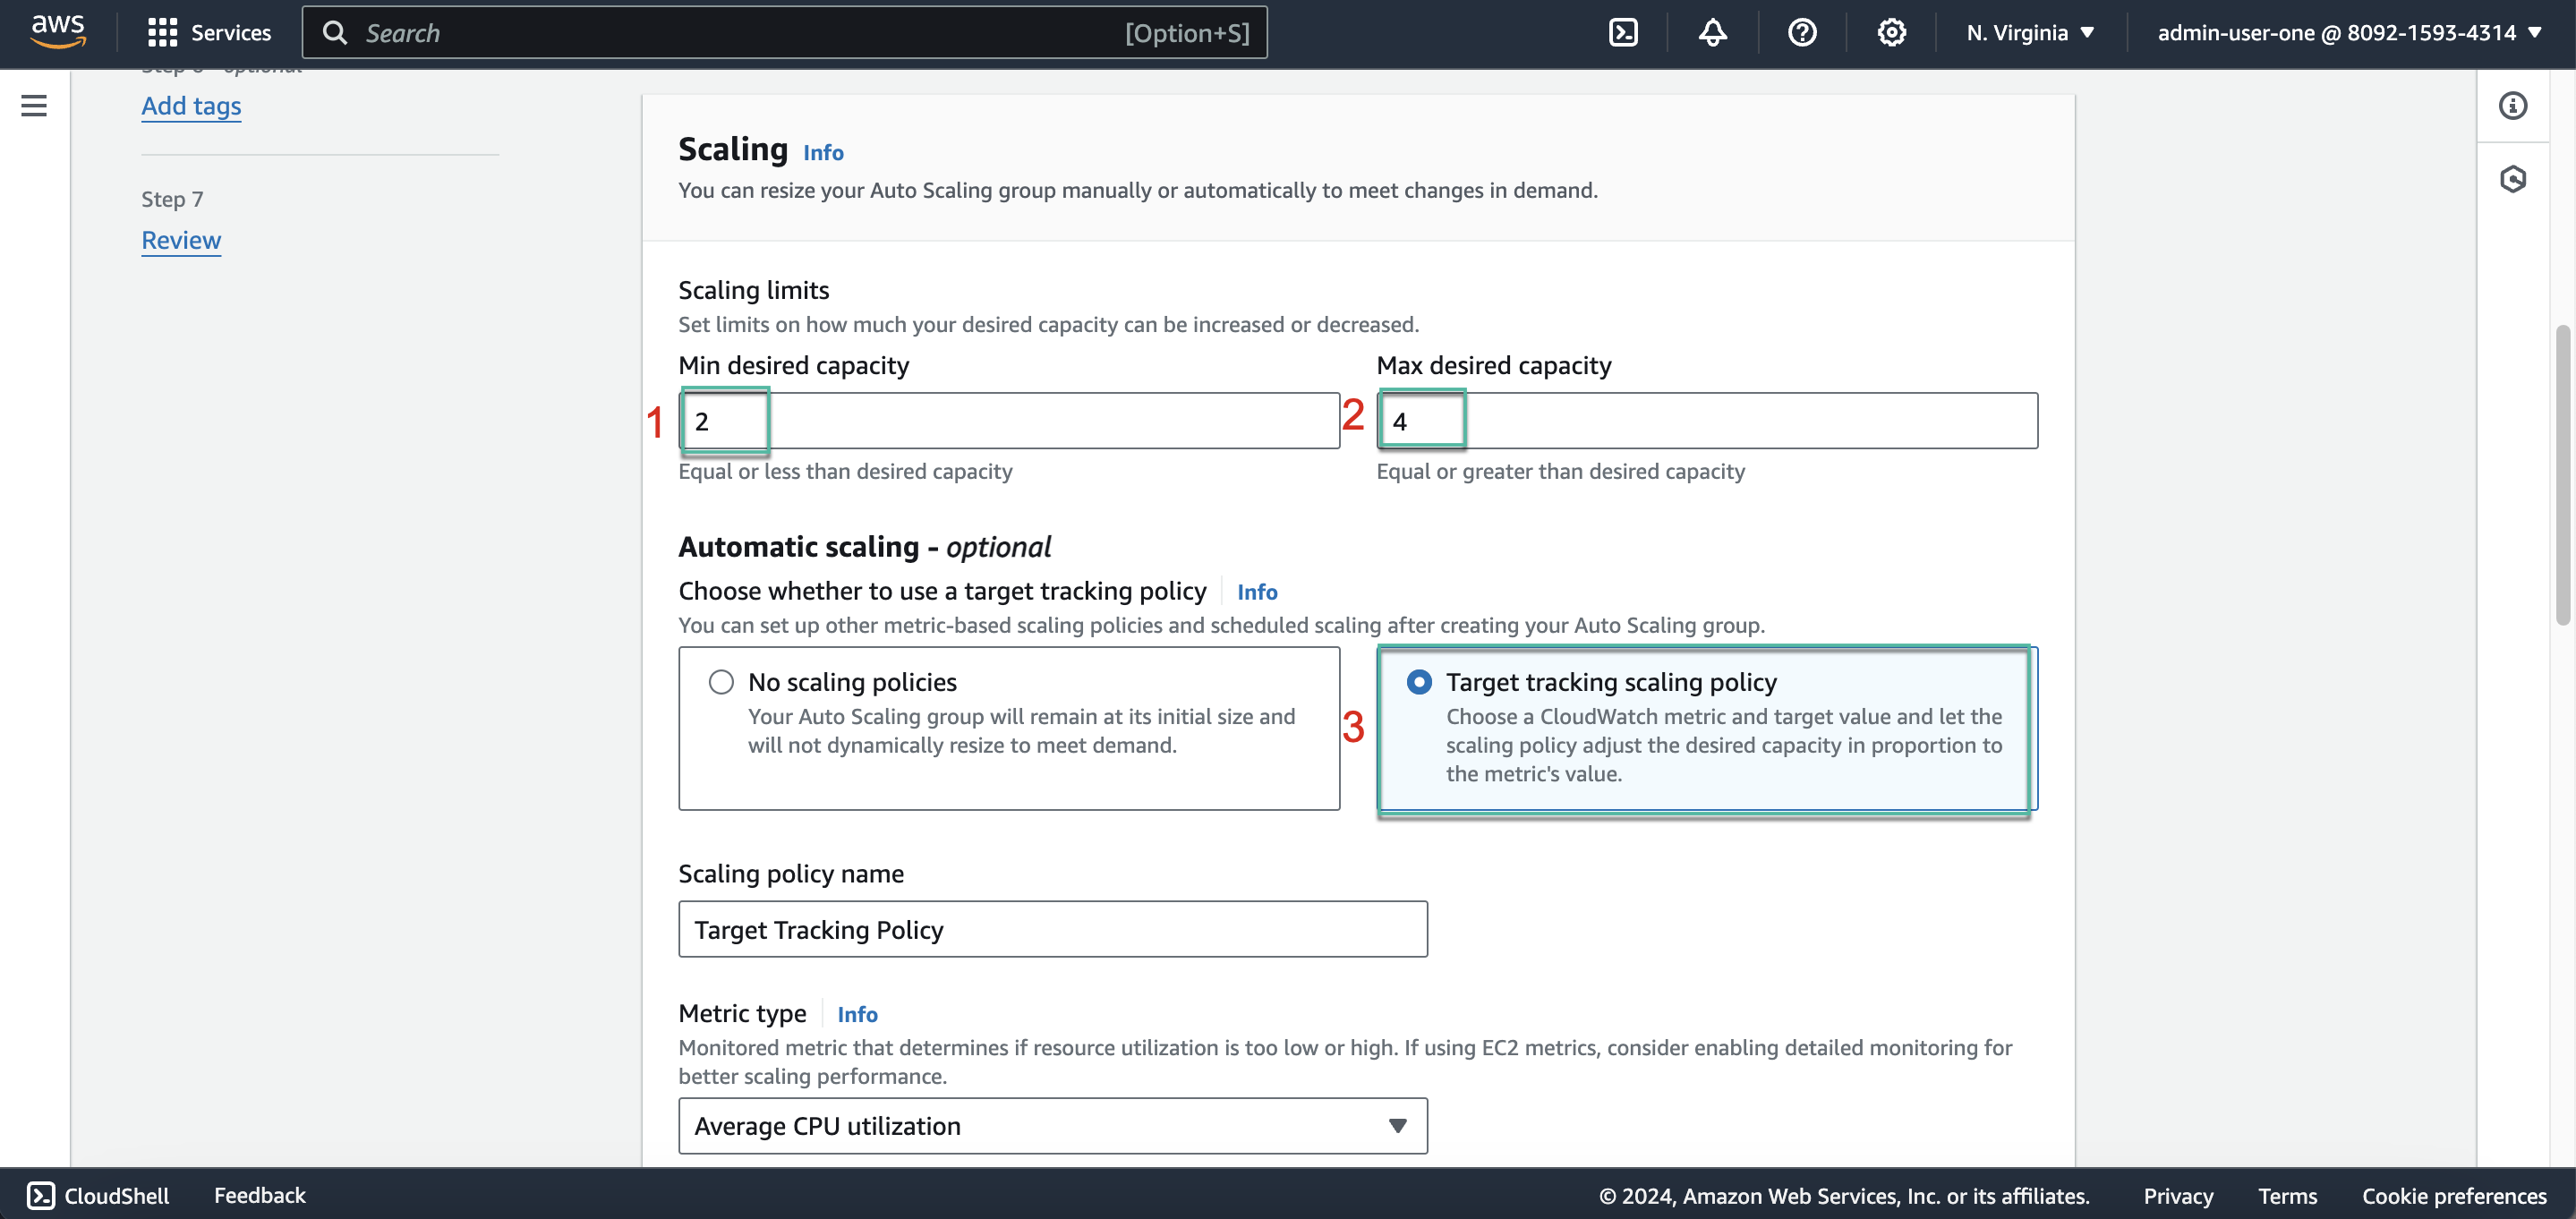 aws
Services
Search
[Option+S]
N. Virginia
admin-user-one @ 8092-1593-4314
Step 6 - optional
Add tags
Step 7
Review
Scaling Info
You can resize your Auto Scaling group manually or automatically to meet changes in demand.
Scaling limits
Set limits on how much your desired capacity can be increased or decreased.
Min desired capacity
1 2
Equal or less than desired capacity
Max desired capacity
2 4
Equal or greater than desired capacity
Automatic scaling - optional
Choose whether to use a target tracking policy Info
You can set up other metric-based scaling policies and scheduled scaling after creating your Auto Scaling group.
No scaling policies
Your Auto Scaling group will remain at its initial size and
will not dynamically resize to meet demand.
3
Target tracking scaling policy
Choose a CloudWatch metric and target value and let the
scaling policy adjust the desired capacity in proportion to
the metric's value.
Scaling policy name
Target Tracking Policy
Metric type Info
Monitored metric that determines if resource utilization is too low or high. If using EC2 metrics, consider enabling detailed monitoring for
better scaling performance.
Average CPU utilization
CloudShell
Feedback
© 2024, Amazon Web Services, Inc. or its affiliates.
Privacy
Terms
Cookie preferences